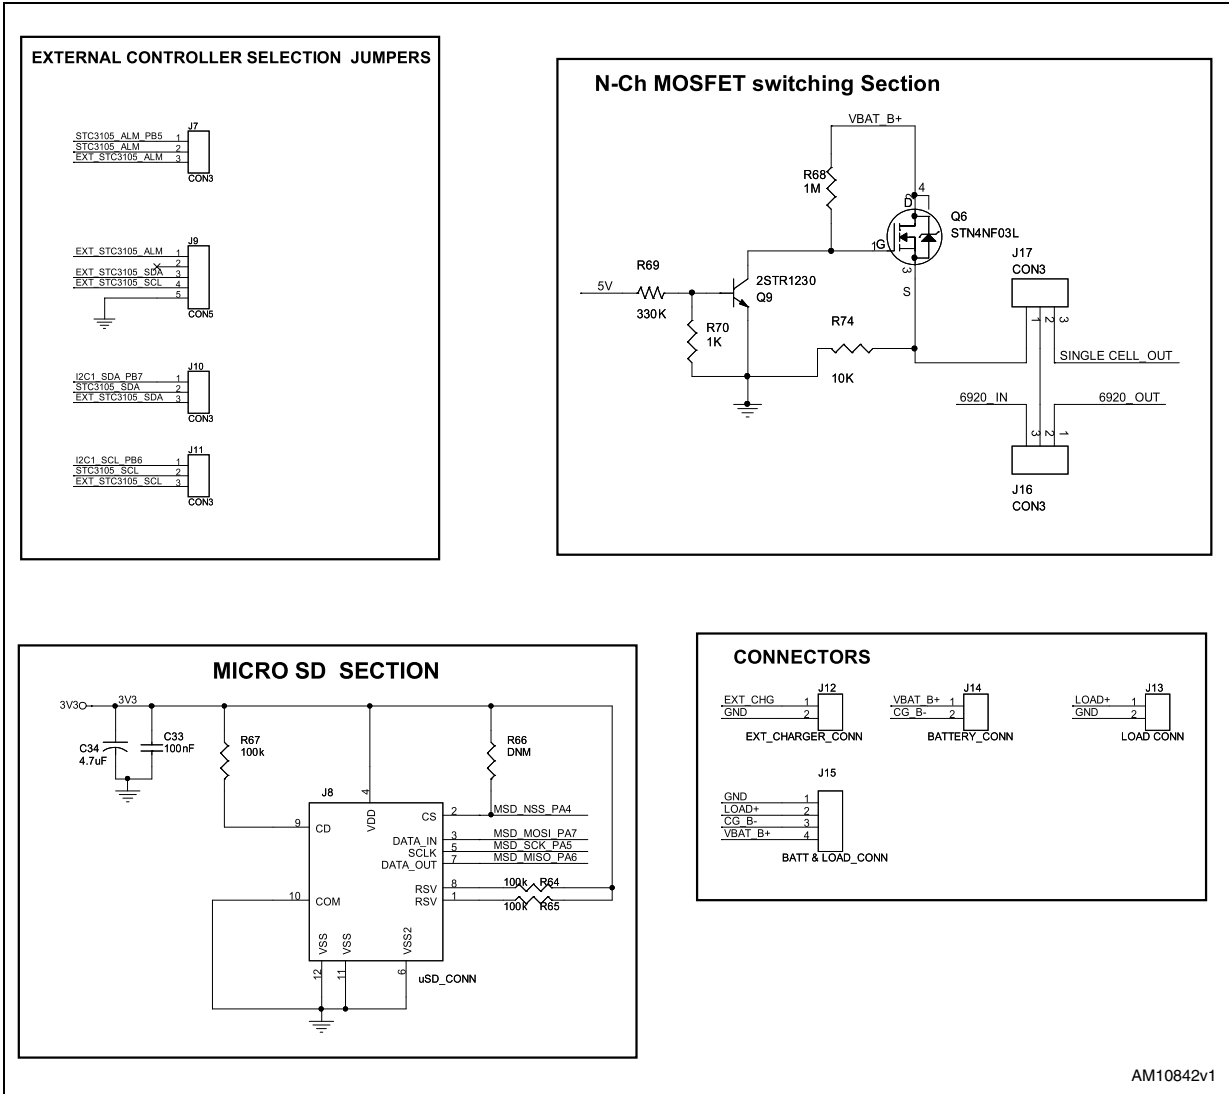 EXTERNAL CONTROLLER SELECTION JUMPERS
J7
STC3105_ALM_PB5 1
STC3105_ALM 2
EXT_STC3105_ALM 3
CON3
J9
EXT_STC3105_ALM 1
2
EXT_STC3105_SDA 3
EXT_STC3105_SCL 4
5
CON5
J10
I2C1_SDA_PB7 1
STC3105_SDA 2
EXT_STC3105_SDA 3
CON3
J11
I2C1_SCL_PB6 1
STC3105_SCL 2
EXT_STC3105_SCL 3
CON3
N-Ch MOSFET switching Section
VBAT_B+
R68
1M
4
D
Q6
STN4NF03L
1
G
3
S
R69
5V
330K
2STR1230
Q9
R70
1K
R74
10K
J17
CON3
1 2 3
SINGLE CELL_OUT
6920_IN
6920_OUT
3 2 1
J16
CON3
MICRO SD SECTION
3V3
3V3
C34
4.7uF
C33
100nF
R67
100k
R66
DNM
J8
4
VDD
9 CD
CS 2 MSD_NSS_PA4
DATA_IN 3 MSD_MOSI_PA7
SCLK 5 MSD_SCK_PA5
DATA_OUT 7 MSD_MISO_PA6
RSV 8 100k R64
RSV 1 100k R65
10 COM
VSS VSS VSS2
12 11 6
uSD_CONN
CONNECTORS
J12
EXT_CHG 1
GND 2
EXT_CHARGER_CONN
J14
VBAT_B+ 1
CG_B- 2
BATTERY_CONN
J13
LOAD+ 1
GND 2
LOAD CONN
J15
GND 1
LOAD+ 2
CG_B- 3
VBAT_B+ 4
BATT & LOAD_CONN
AM10842v1